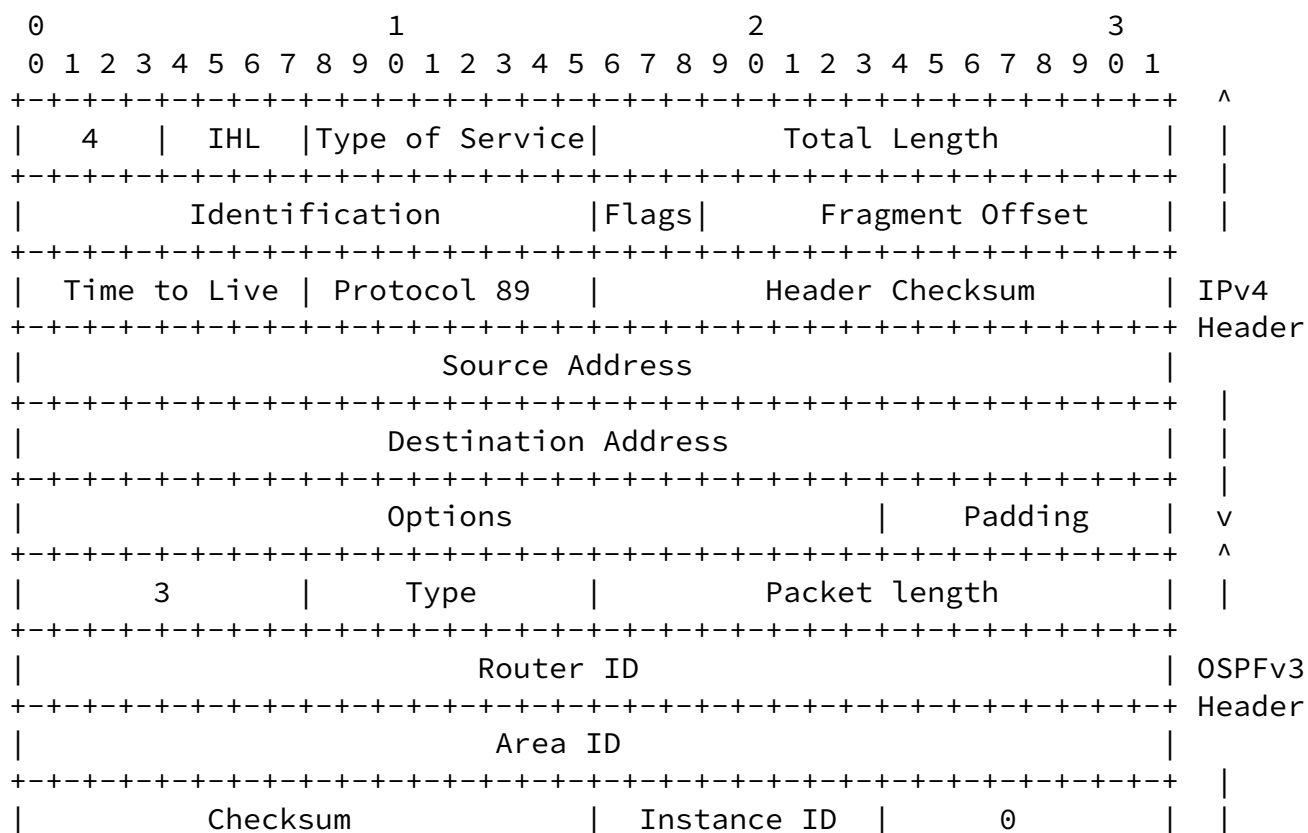 0                   1                   2                   3
 0 1 2 3 4 5 6 7 8 9 0 1 2 3 4 5 6 7 8 9 0 1 2 3 4 5 6 7 8 9 0 1
+-+-+-+-+-+-+-+-+-+-+-+-+-+-+-+-+-+-+-+-+-+-+-+-+-+-+-+-+-+-+-+-+  ^
|   4   |  IHL  |Type of Service|          Total Length         |  |
+-+-+-+-+-+-+-+-+-+-+-+-+-+-+-+-+-+-+-+-+-+-+-+-+-+-+-+-+-+-+-+-+  |
|         Identification        |Flags|      Fragment Offset    |  |
+-+-+-+-+-+-+-+-+-+-+-+-+-+-+-+-+-+-+-+-+-+-+-+-+-+-+-+-+-+-+-+-+
|  Time to Live | Protocol 89   |         Header Checksum       | IPv4
+-+-+-+-+-+-+-+-+-+-+-+-+-+-+-+-+-+-+-+-+-+-+-+-+-+-+-+-+-+-+-+-+ Header
|                       Source Address                          |
+-+-+-+-+-+-+-+-+-+-+-+-+-+-+-+-+-+-+-+-+-+-+-+-+-+-+-+-+-+-+-+-+  |
|                    Destination Address                        |  |
+-+-+-+-+-+-+-+-+-+-+-+-+-+-+-+-+-+-+-+-+-+-+-+-+-+-+-+-+-+-+-+-+  |
|                    Options                    |    Padding    |  v
+-+-+-+-+-+-+-+-+-+-+-+-+-+-+-+-+-+-+-+-+-+-+-+-+-+-+-+-+-+-+-+-+  ^
|       3       |     Type      |         Packet length         |  |
+-+-+-+-+-+-+-+-+-+-+-+-+-+-+-+-+-+-+-+-+-+-+-+-+-+-+-+-+-+-+-+-+
|                         Router ID                             | OSPFv3
+-+-+-+-+-+-+-+-+-+-+-+-+-+-+-+-+-+-+-+-+-+-+-+-+-+-+-+-+-+-+-+-+ Header
|                          Area ID                              |
+-+-+-+-+-+-+-+-+-+-+-+-+-+-+-+-+-+-+-+-+-+-+-+-+-+-+-+-+-+-+-+-+  |
|          Checksum             |  Instance ID  |      0        |  |